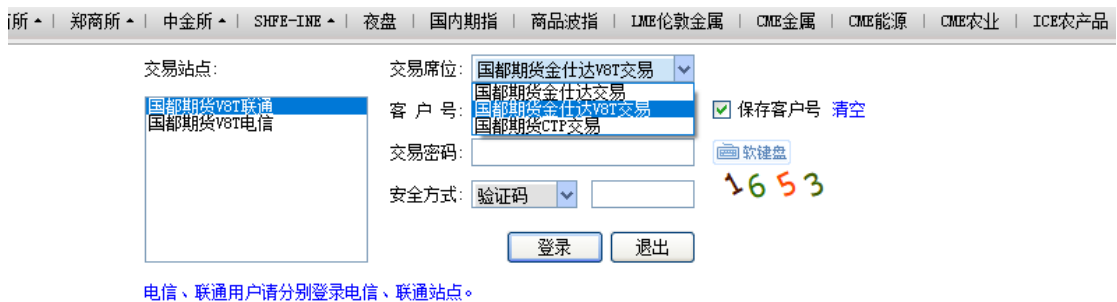 所 ▲ | 郑商所 ▲ | 中金所 ▲ | SHFE-INE ▲ | 夜盘 | 国内期指 | 商品波指 | LME伦敦金属 | CME金属 | CME能源 | CME农业 | ICE农产品
交易站点:
国都期货V8T联通
国都期货V8T电信
交易席位: 国都期货金仕达V8T交易
国都期货金仕达交易
国都期货金仕达V8T交易
国都期货CTP交易
客 户 号:
保存客户号 清空
交易密码:
软键盘
安全方式: 验证码
1653
登录 退出
电信、联通用户请分别登录电信、联通站点。